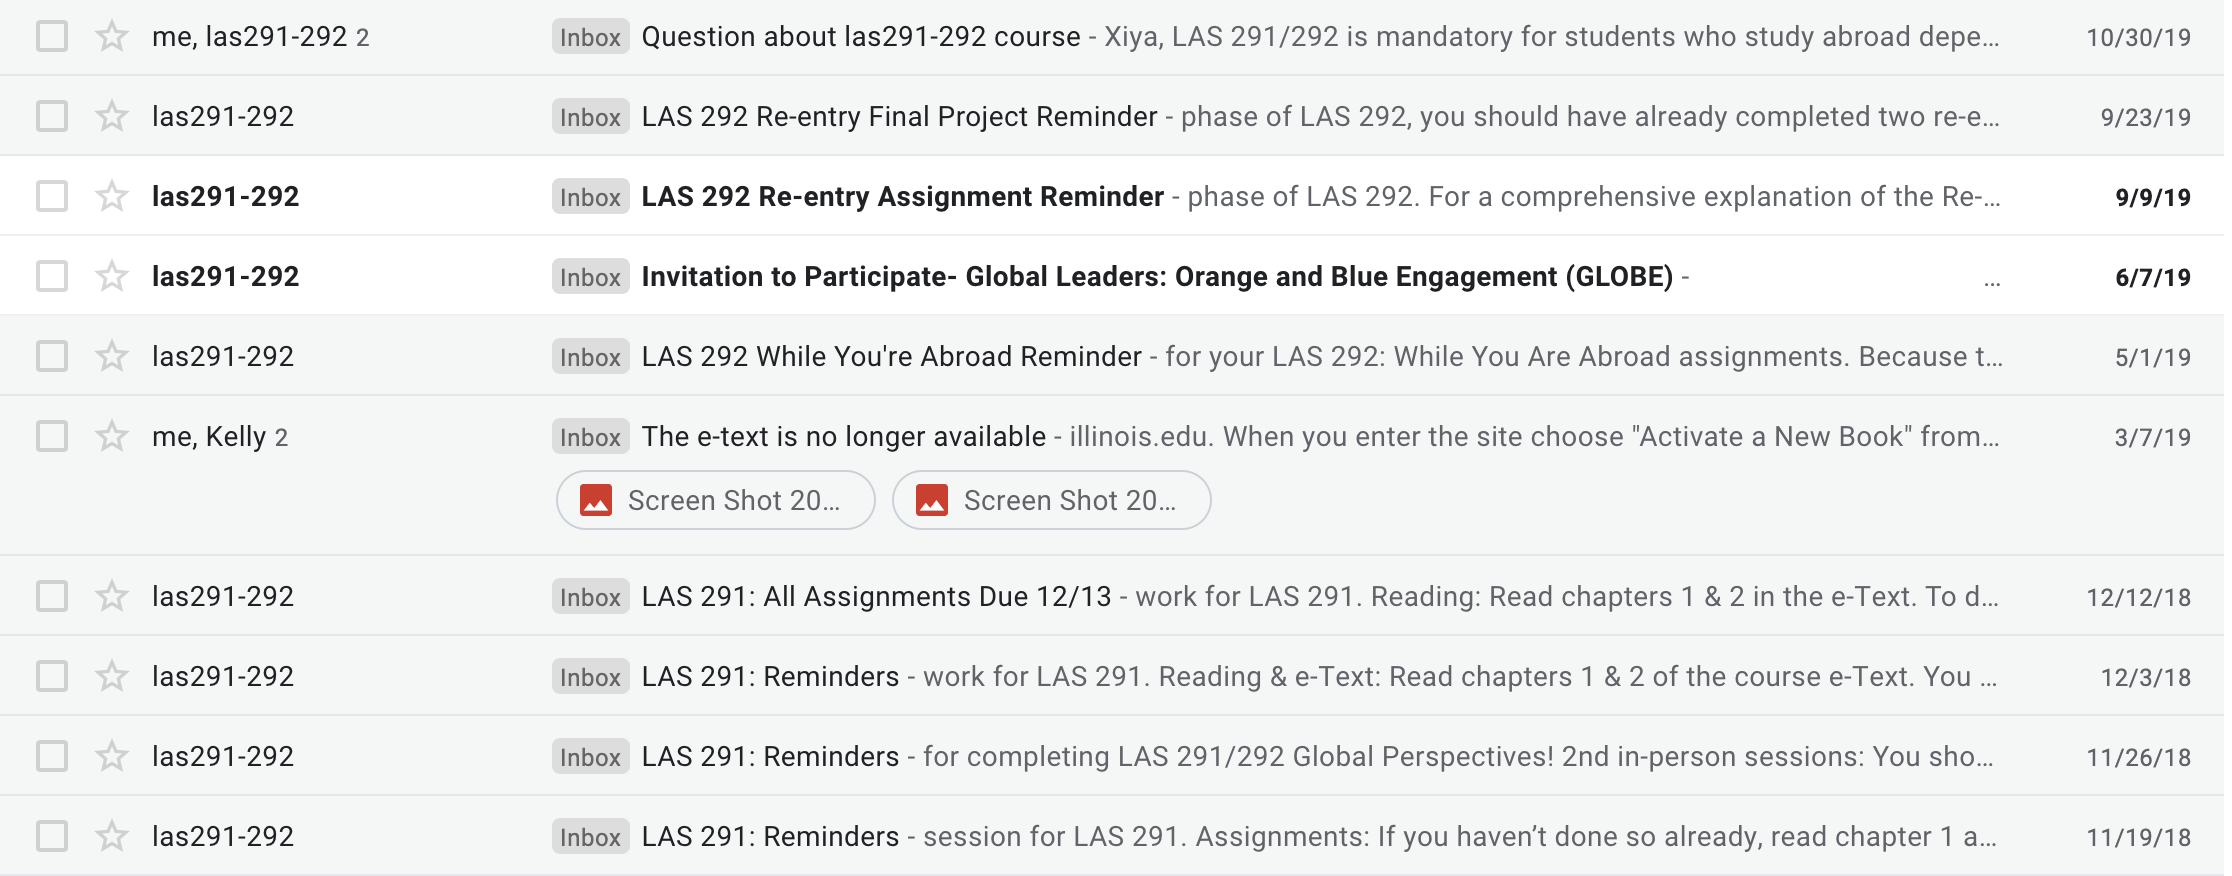 me, las291-292 2 Inbox Question about las291-292 course - Xiya, LAS 291/292 is mandatory for students who study abroad depe... 10/30/19
las291-292 Inbox LAS 292 Re-entry Final Project Reminder - phase of LAS 292, you should have already completed two re-e... 9/23/19
las291-292 Inbox LAS 292 Re-entry Assignment Reminder - phase of LAS 292. For a comprehensive explanation of the Re-... 9/9/19
las291-292 Inbox Invitation to Participate- Global Leaders: Orange and Blue Engagement (GLOBE) - ... 6/7/19
las291-292 Inbox LAS 292 While You're Abroad Reminder - for your LAS 292: While You Are Abroad assignments. Because t... 5/1/19
me, Kelly 2 Inbox The e-text is no longer available - illinois.edu. When you enter the site choose "Activate a New Book" from... 3/7/19
Screen Shot 20... Screen Shot 20...
las291-292 Inbox LAS 291: All Assignments Due 12/13 - work for LAS 291. Reading: Read chapters 1 & 2 in the e-Text. To d... 12/12/18
las291-292 Inbox LAS 291: Reminders - work for LAS 291. Reading & e-Text: Read chapters 1 & 2 of the course e-Text. You ... 12/3/18
las291-292 Inbox LAS 291: Reminders - for completing LAS 291/292 Global Perspectives! 2nd in-person sessions: You sho... 11/26/18
las291-292 Inbox LAS 291: Reminders - session for LAS 291. Assignments: If you haven’t done so already, read chapter 1 a... 11/19/18